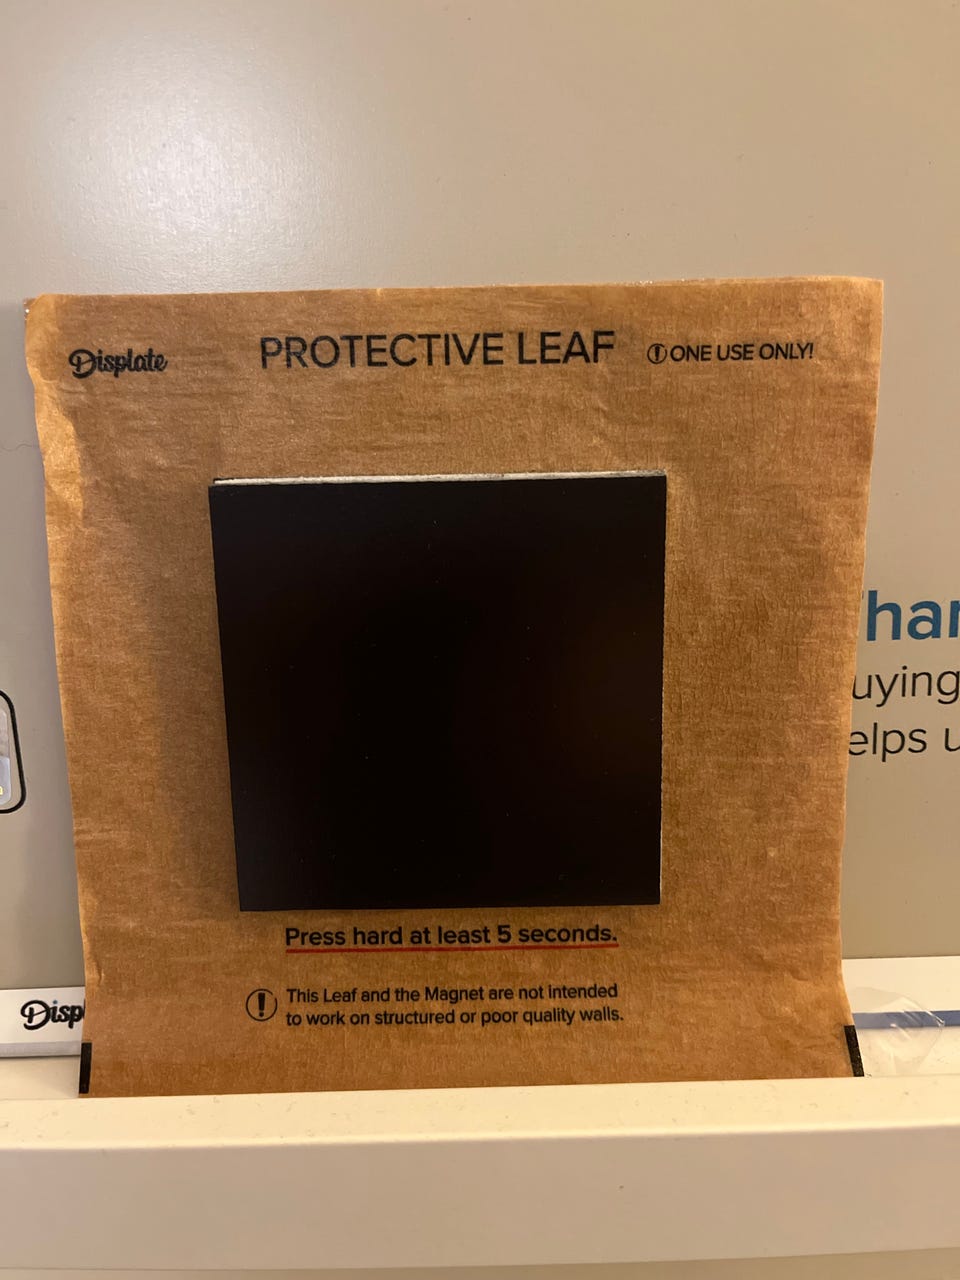 Displate PROTECTIVE LEAF ONE USE ONLY!
Press hard at least 5 seconds.
This Leaf and the Magnet are not intended
to work on structured or poor quality walls.